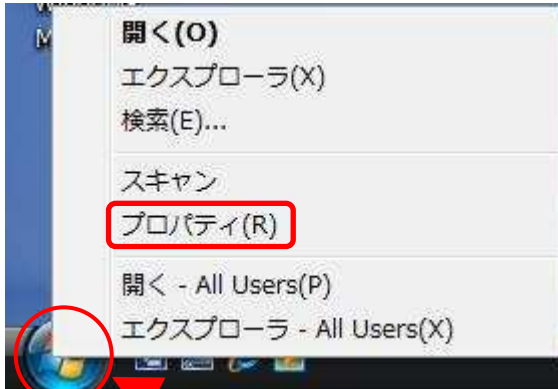 開く(O)
エクスプローラ(X)
検索(E)...
スキャン
プロパティ(R)
開く - All Users(P)
エクスプローラ - All Users(X)